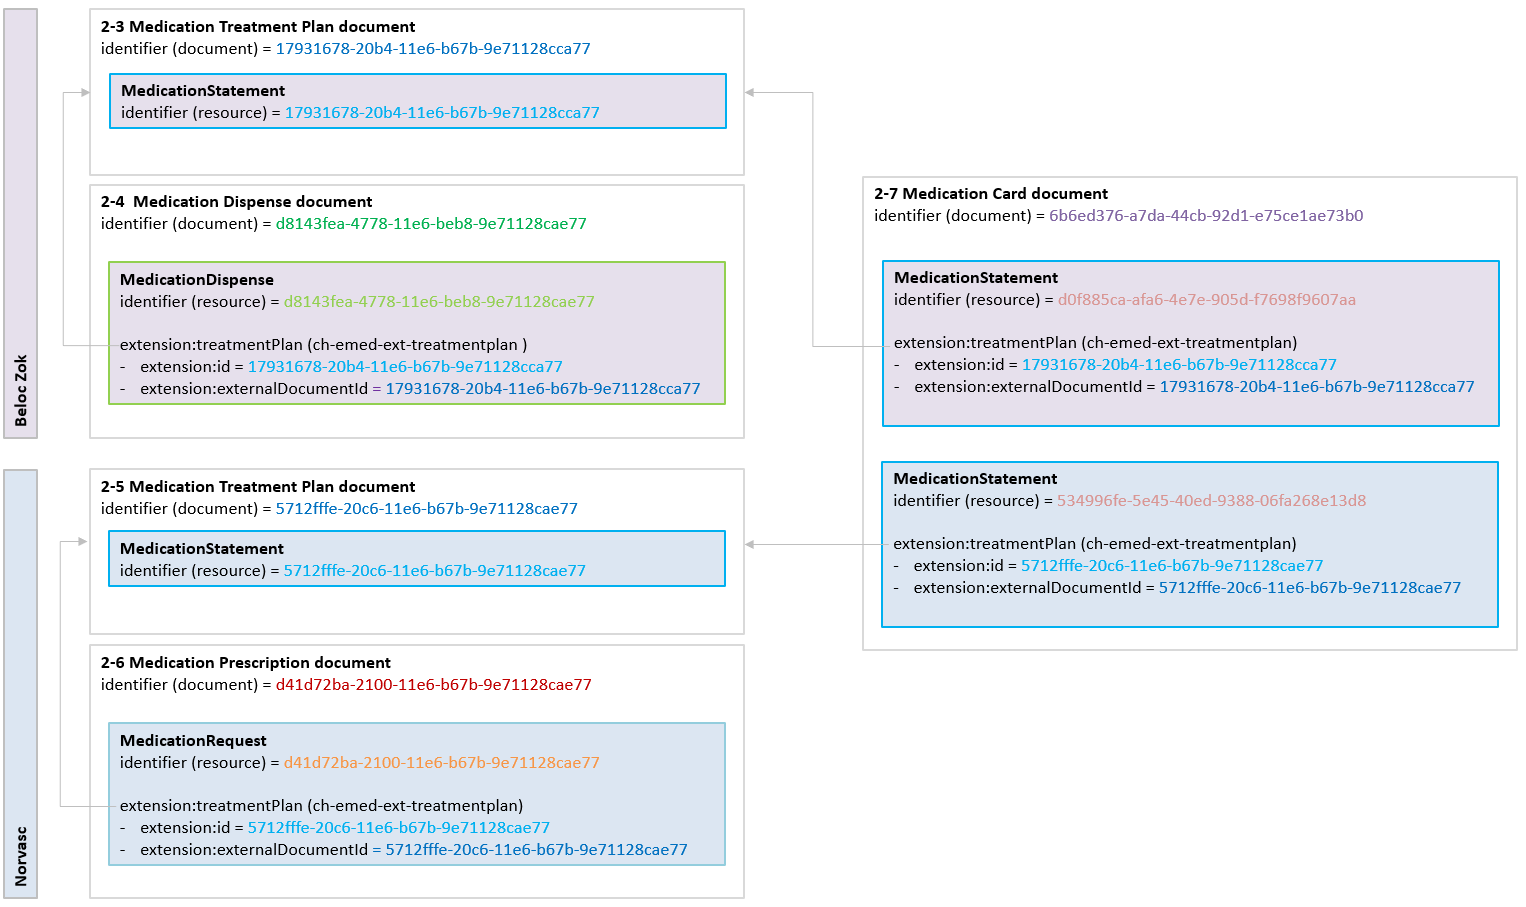 Beloc Zok
2-3 Medication Treatment Plan document
identifier (document) = 17931678-20b4-11e6-b67b-9e71128cca77
MedicationStatement
identifier (resource) = 17931678-20b4-11e6-b67b-9e71128cca77
2-4  Medication Dispense document
identifier (document) = d8143fea-4778-11e6-beb8-9e71128cae77
MedicationDispense
identifier (resource) = d8143fea-4778-11e6-beb8-9e71128cae77
extension:treatmentPlan (ch-emed-ext-treatmentplan )
- extension:id = 17931678-20b4-11e6-b67b-9e71128cca77
- extension:externalDocumentId = 17931678-20b4-11e6-b67b-9e71128cca77
Norvasc
2-5 Medication Treatment Plan document
identifier (document) = 5712fffe-20c6-11e6-b67b-9e71128cae77
MedicationStatement
identifier (resource) = 5712fffe-20c6-11e6-b67b-9e71128cae77
2-6 Medication Prescription document
identifier (document) = d41d72ba-2100-11e6-b67b-9e71128cae77
MedicationRequest
identifier (resource) = d41d72ba-2100-11e6-b67b-9e71128cae77
extension:treatmentPlan (ch-emed-ext-treatmentplan)
- extension:id = 5712fffe-20c6-11e6-b67b-9e71128cae77
- extension:externalDocumentId = 5712fffe-20c6-11e6-b67b-9e71128cae77
2-7 Medication Card document
identifier (document) = 6b6ed376-a7da-44cb-92d1-e75ce1ae73b0
MedicationStatement
identifier (resource) = d0f885ca-afa6-4e7e-905d-f7698f9607aa
extension:treatmentPlan (ch-emed-ext-treatmentplan)
- extension:id = 17931678-20b4-11e6-b67b-9e71128cca77
- extension:externalDocumentId = 17931678-20b4-11e6-b67b-9e71128cca77
MedicationStatement
identifier (resource) = 534996fe-5e45-40ed-9388-06fa268e13d8
extension:treatmentPlan (ch-emed-ext-treatmentplan)
- extension:id = 5712fffe-20c6-11e6-b67b-9e71128cae77
- extension:externalDocumentId = 5712fffe-20c6-11e6-b67b-9e71128cae77